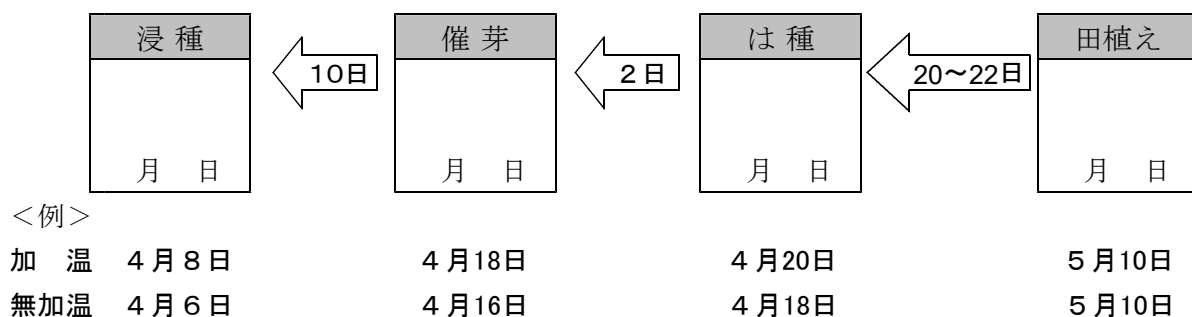 浸 種 催 芽 は 種 田植え
10日 ２日 20～22日
月 日 月 日 月 日 月 日
＜例＞
加 温 ４月８日 ４月18日 ４月20日 ５月10日
無加温 ４月６日 ４月16日 ４月18日 ５月10日